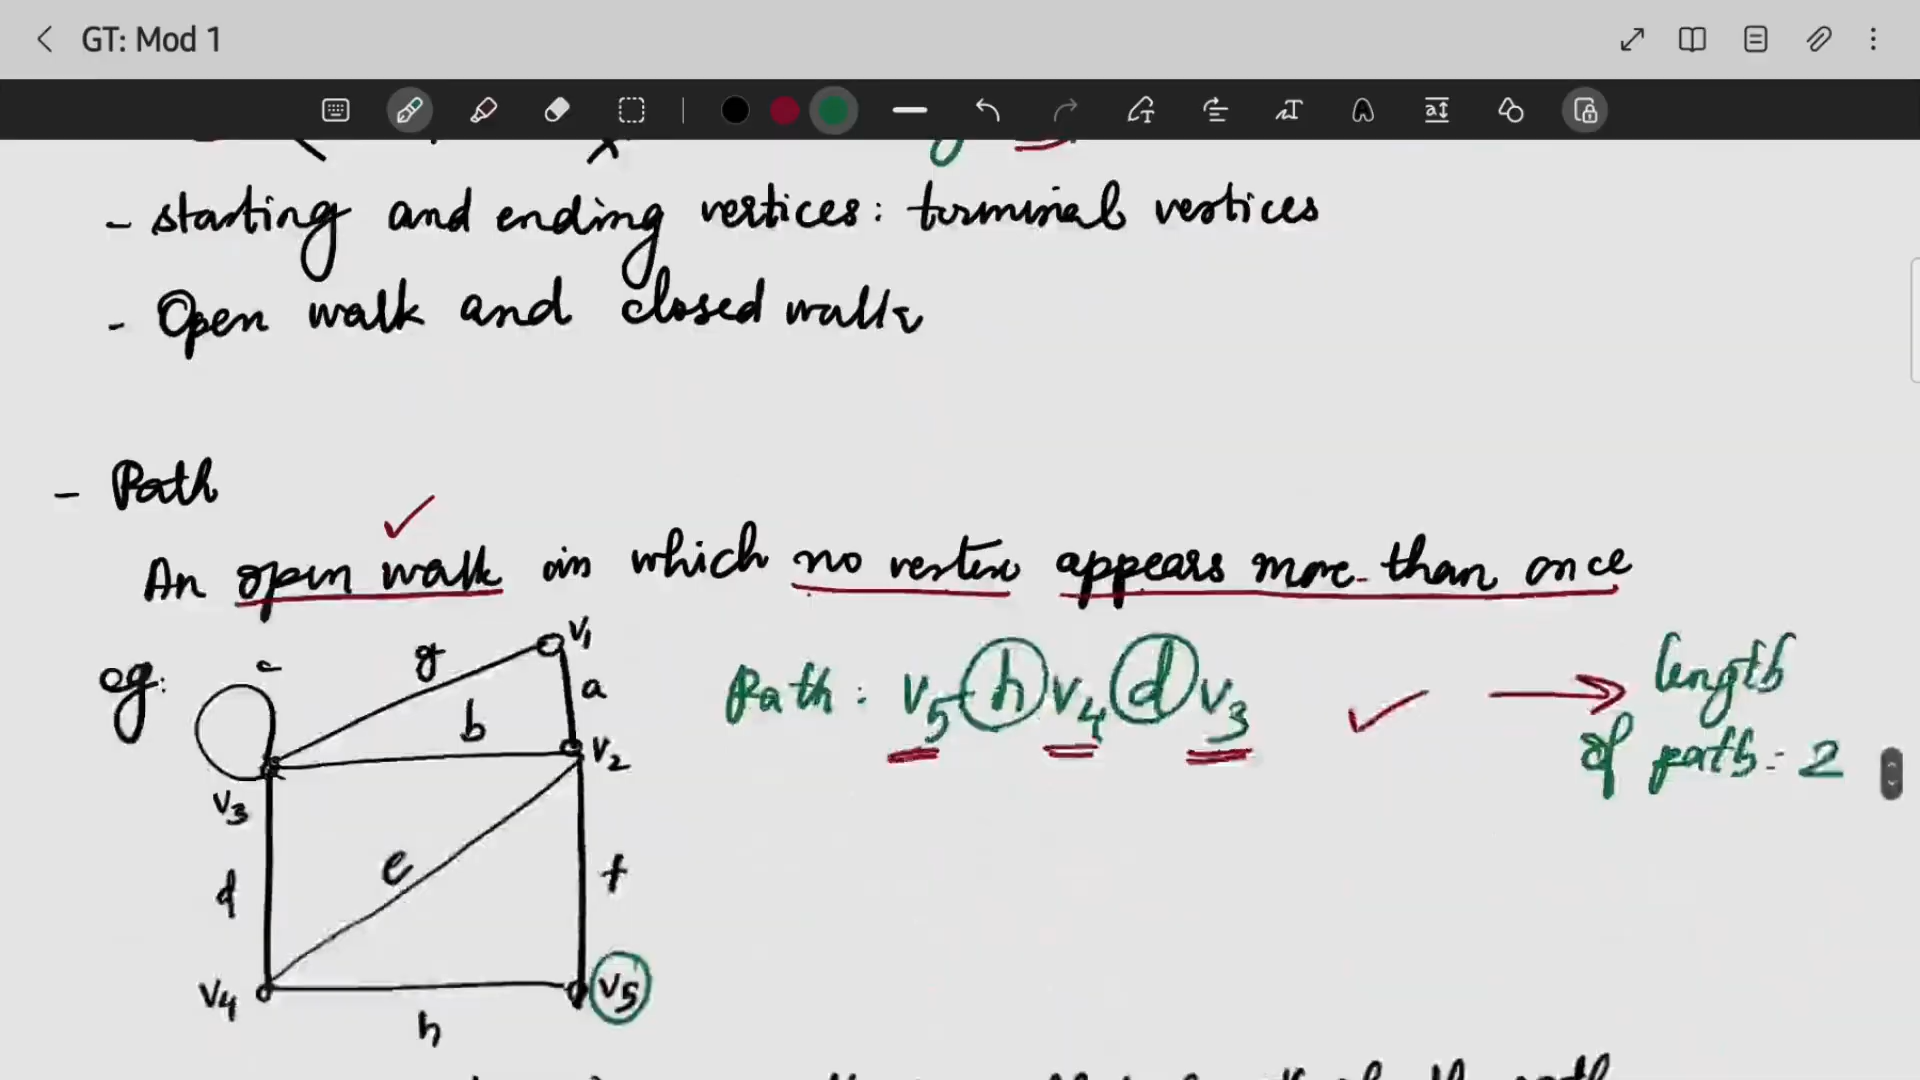 GT: Mod 1
- starting and ending vertices: terminal vertices
- Open walk and closed walk
- Path
An open walk in which no vertex appears more than once
eg:
c
g
v1
a
b
v2
v3
d
e
f
v4
h
v5
Path: v5 h v4 d v3
length
of path: 2